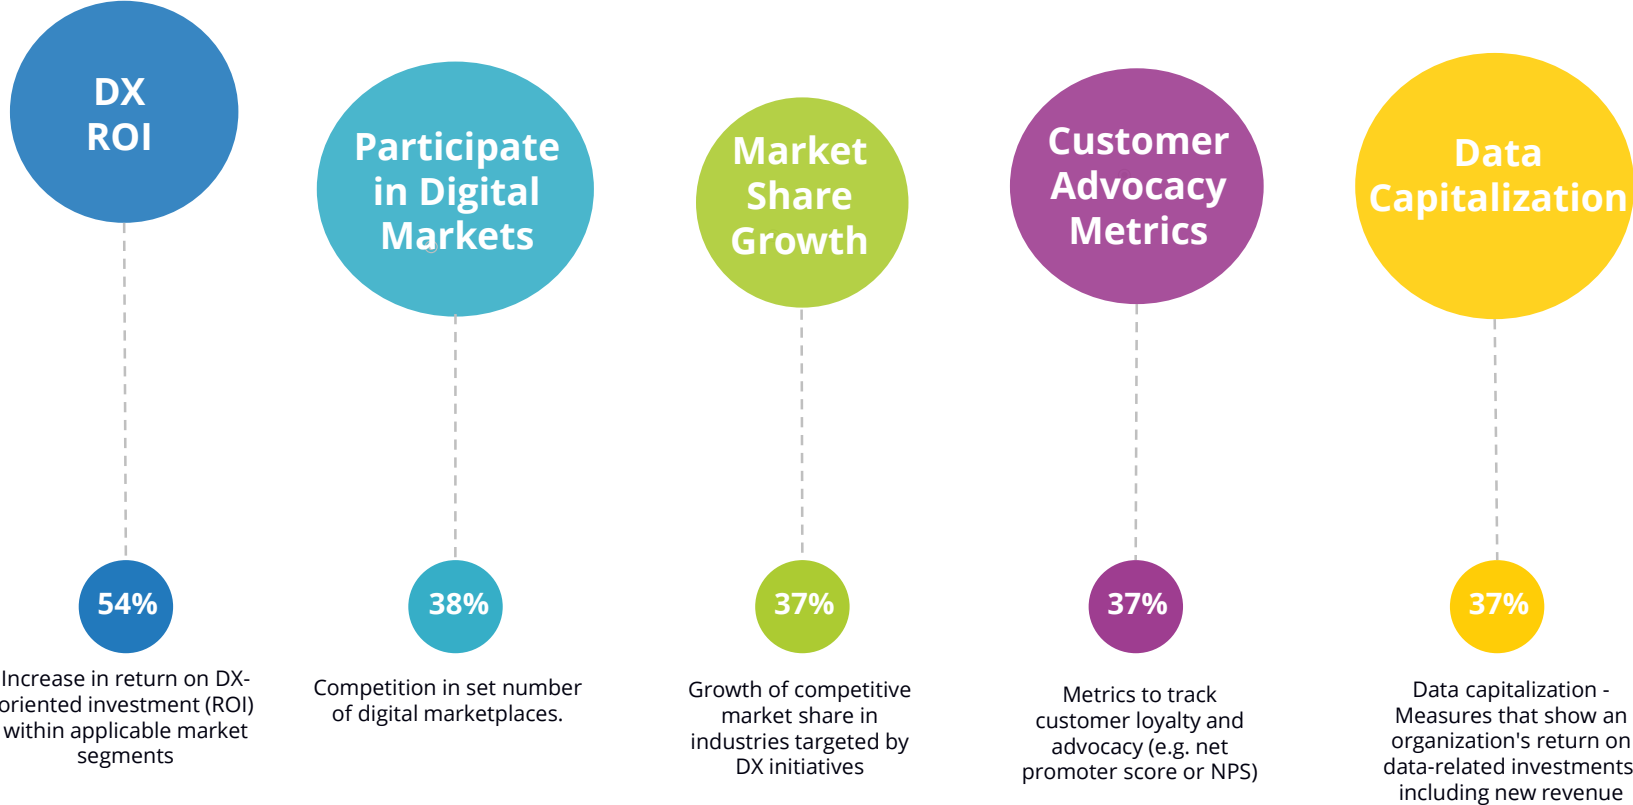 DX
ROI
Participate
in Digital
Markets
Market
Share
Growth
Customer
Advocacy
Metrics
Data
Capitalization
54%
38%
37%
37%
37%
Increase in return on DX-
oriented investment (ROI)
within applicable market
segments
Competition in set number
of digital marketplaces.
Growth of competitive
market share in
industries targeted by
DX initiatives
Metrics to track
customer loyalty and
advocacy (e.g. net
promoter score or NPS)
Data capitalization -
Measures that show an
organization's return on
data-related investments
including new revenue